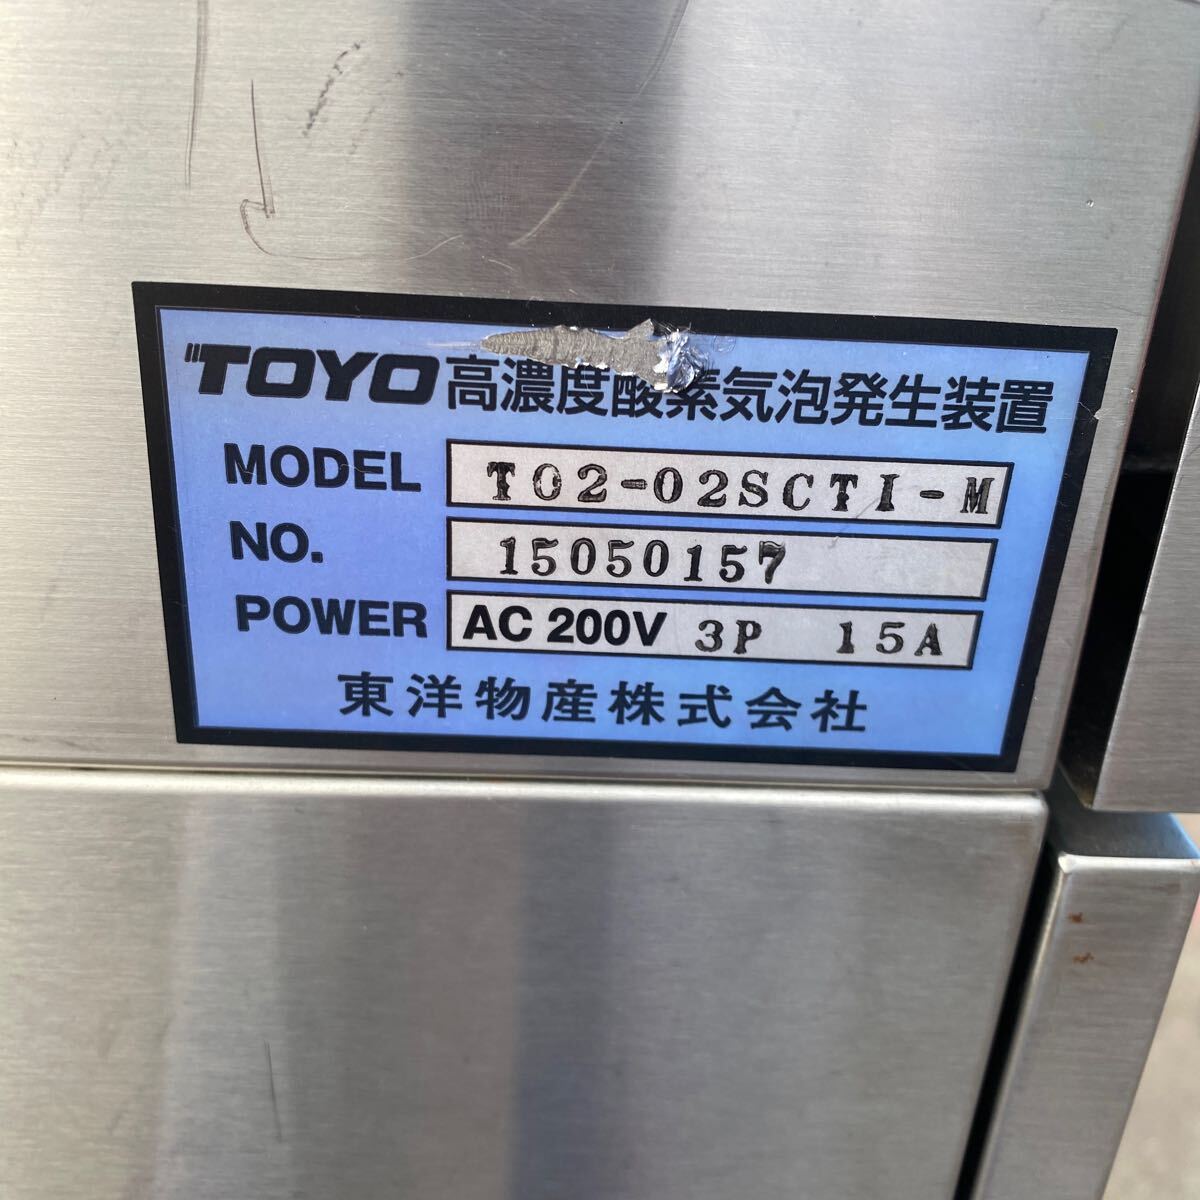 TOYO高濃度酸素気泡発生装置
MODEL TO2-02SCTI-M
NO. 15050157
POWER AC 200V 3P 15A
東洋物産株式会社